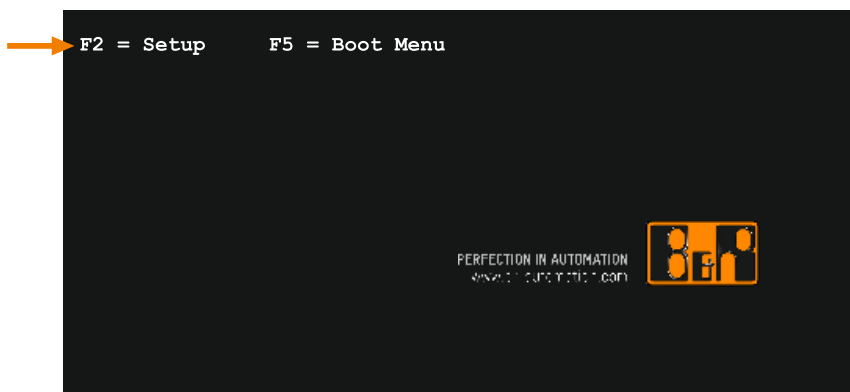 F2 = Setup F5 = Boot Menu
PERFECTION IN AUTOMATION
B&R